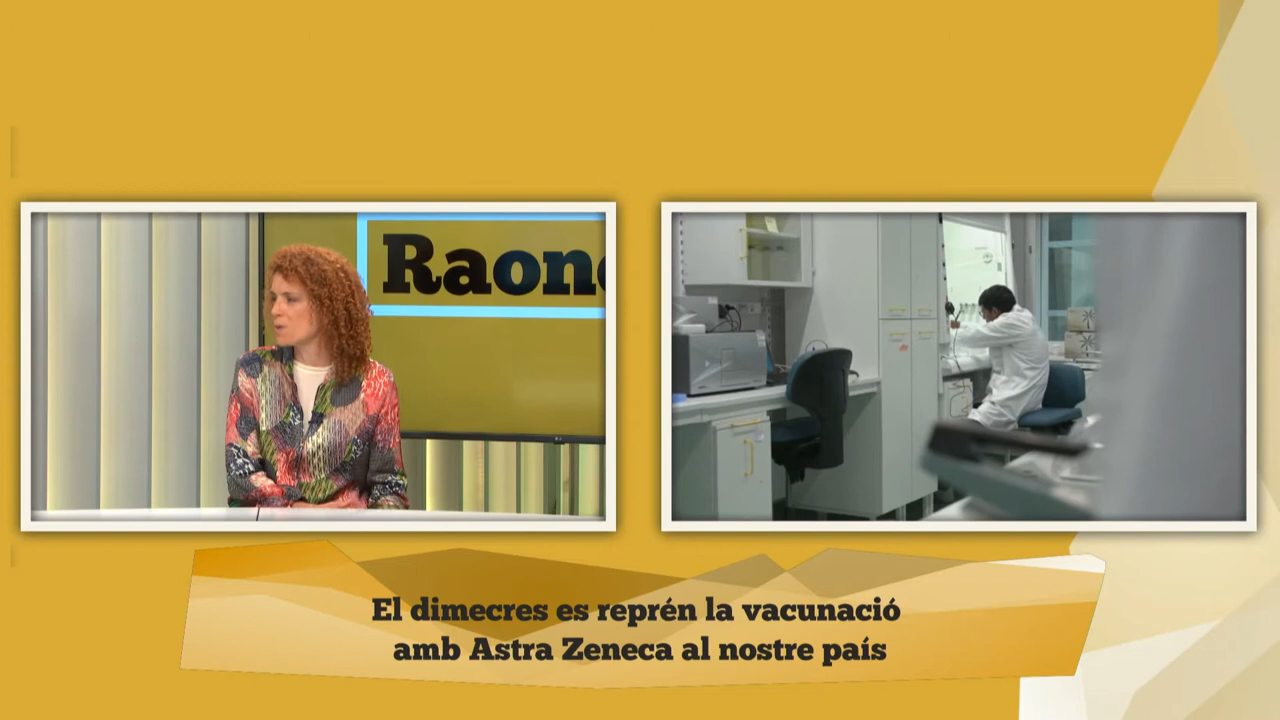 Raon
El dimecres es reprén la vacunació
amb Astra Zeneca al nostre país